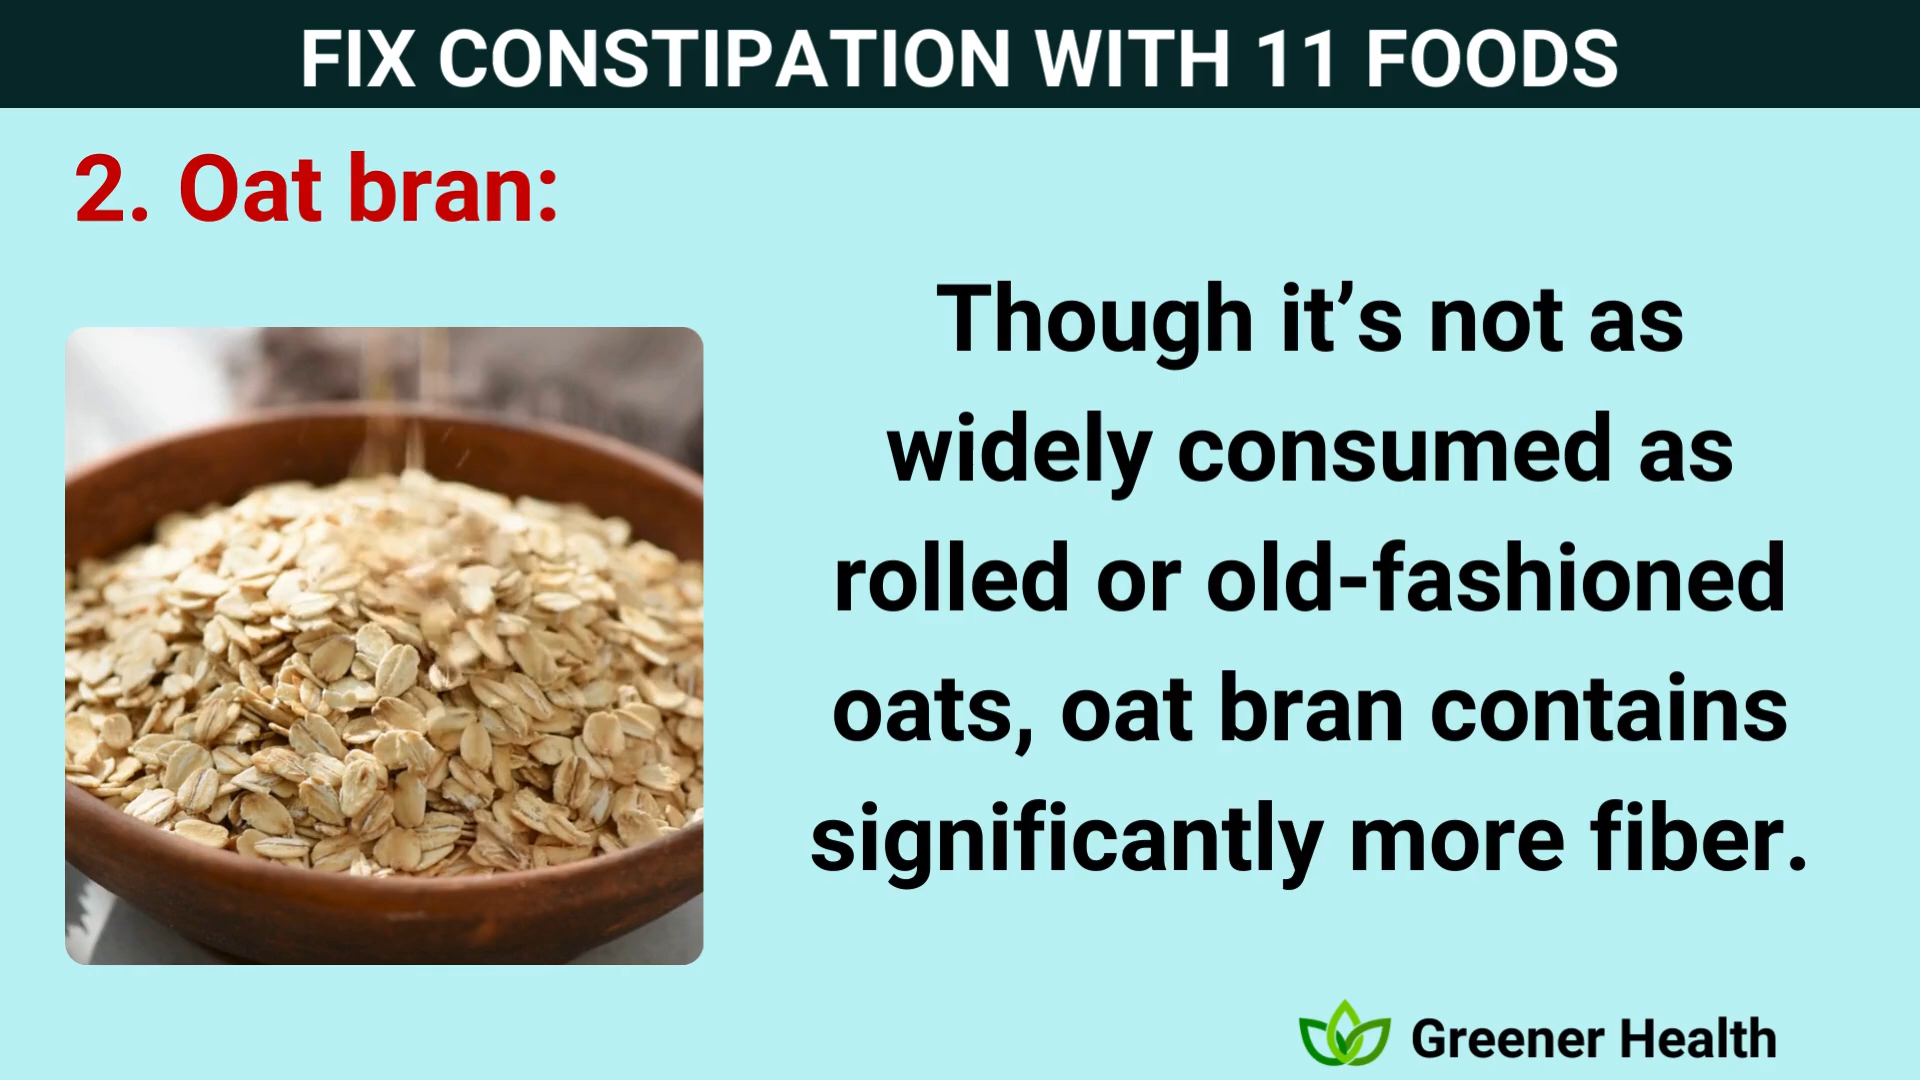 FIX CONSTIPATION WITH 11 FOODS
2. Oat bran:
Though it’s not as
widely consumed as
rolled or old-fashioned
oats, oat bran contains
significantly more fiber.
Greener Health